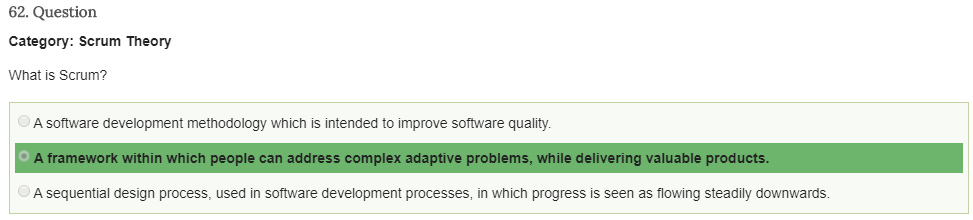 62. Question
Category: Scrum Theory
What is Scrum?
A software development methodology which is intended to improve software quality.
A framework within which people can address complex adaptive problems, while delivering valuable products.
A sequential design process, used in software development processes, in which progress is seen as flowing steadily downwards.